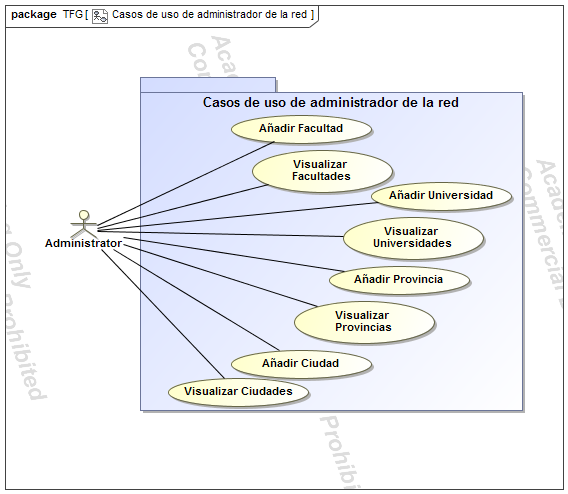 package TFG [ Casos de uso de administrador de la red ]
Casos de uso de administrador de la red
Añadir Facultad
Visualizar
Facultades
Añadir Universidad
Visualizar
Universidades
Administrator
Añadir Provincia
Visualizar
Provincias
Añadir Ciudad
Visualizar Ciudades
Acade
Com
Acade
Commercial
g Only
Prohibited
Prohibited